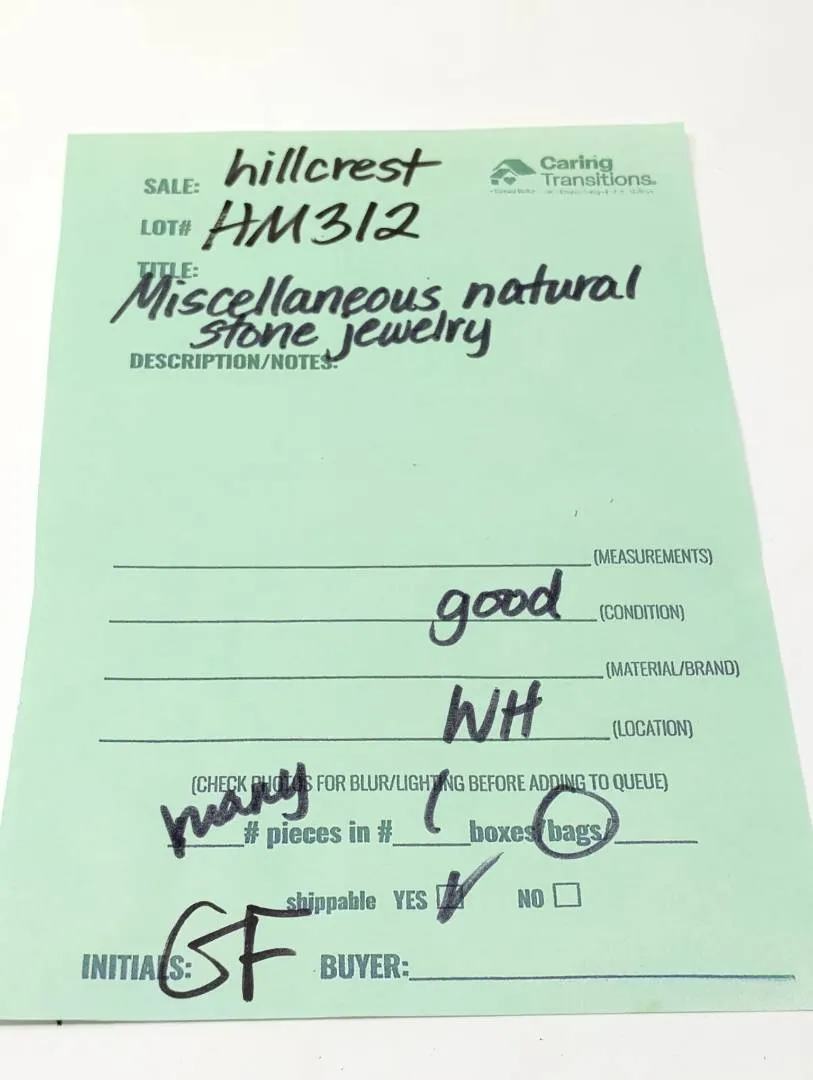 SALE: hillcrest
Caring
Transitions
LOT# HM312
TITLE:
Miscellaneous natural
stone jewelry
DESCRIPTION/NOTES:
(MEASUREMENTS)
good (CONDITION)
(MATERIAL/BRAND)
WH (LOCATION)
(CHECK PHOTOS FOR BLUR/LIGHTING BEFORE ADDING TO QUEUE)
many # pieces in # 1 boxes/bags/
shippable YES NO
INITIALS: GF BUYER: